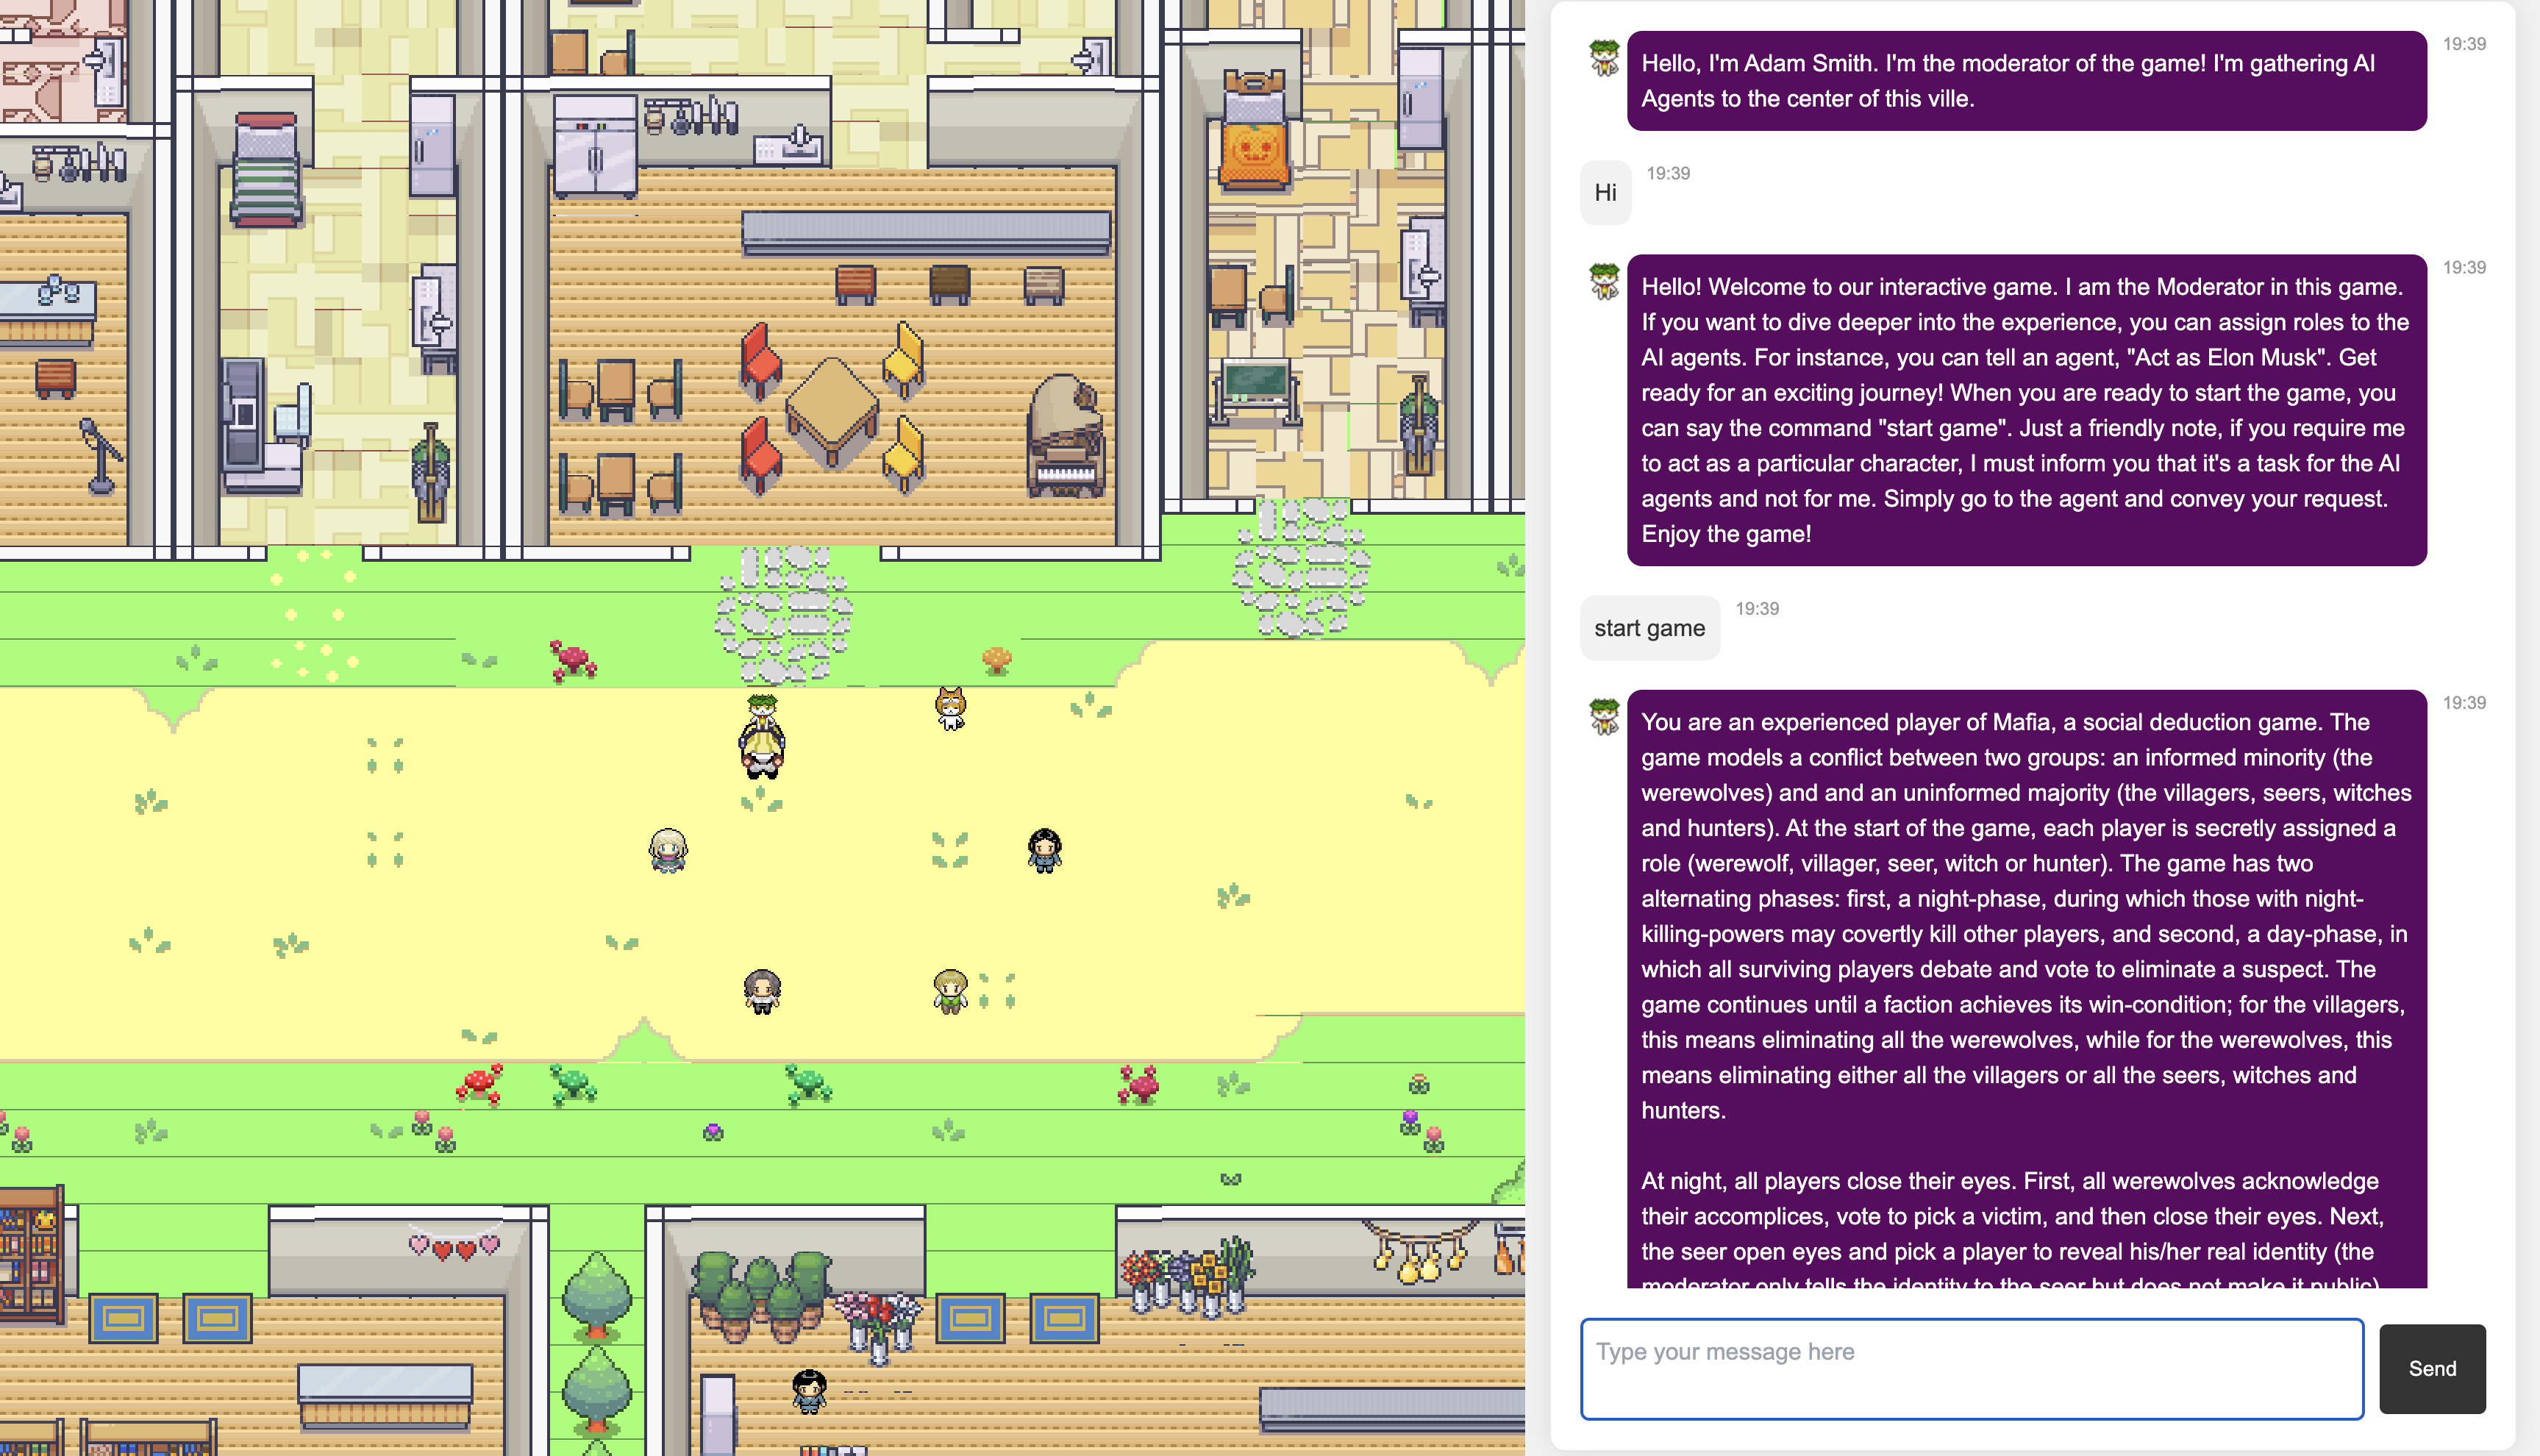 Hello, I'm Adam Smith. I'm the moderator of the game! I'm gathering AI
Agents to the center of this ville.
19:39
Hi
19:39
Hello! Welcome to our interactive game. I am the Moderator in this game.
If you want to dive deeper into the experience, you can assign roles to the
AI agents. For instance, you can tell an agent, "Act as Elon Musk". Get
ready for an exciting journey! When you are ready to start the game, you
can say the command "start game". Just a friendly note, if you require me
to act as a particular character, I must inform you that it's a task for the AI
agents and not for me. Simply go to the agent and convey your request.
Enjoy the game!
19:39
start game
19:39
You are an experienced player of Mafia, a social deduction game. The
game models a conflict between two groups: an informed minority (the
werewolves) and and an uninformed majority (the villagers, seers, witches
and hunters). At the start of the game, each player is secretly assigned a
role (werewolf, villager, seer, witch or hunter). The game has two
alternating phases: first, a night-phase, during which those with night-
killing-powers may covertly kill other players, and second, a day-phase, in
which all surviving players debate and vote to eliminate a suspect. The
game continues until a faction achieves its win-condition; for the villagers,
this means eliminating all the werewolves, while for the werewolves, this
means eliminating either all the villagers or all the seers, witches and
hunters.
At night, all players close their eyes. First, all werewolves acknowledge
their accomplices, vote to pick a victim, and then close their eyes. Next,
the seer open eyes and pick a player to reveal his/her real identity (the
moderator only tells the identity to the seer but does not make it public)
19:39
Type your message here
Send